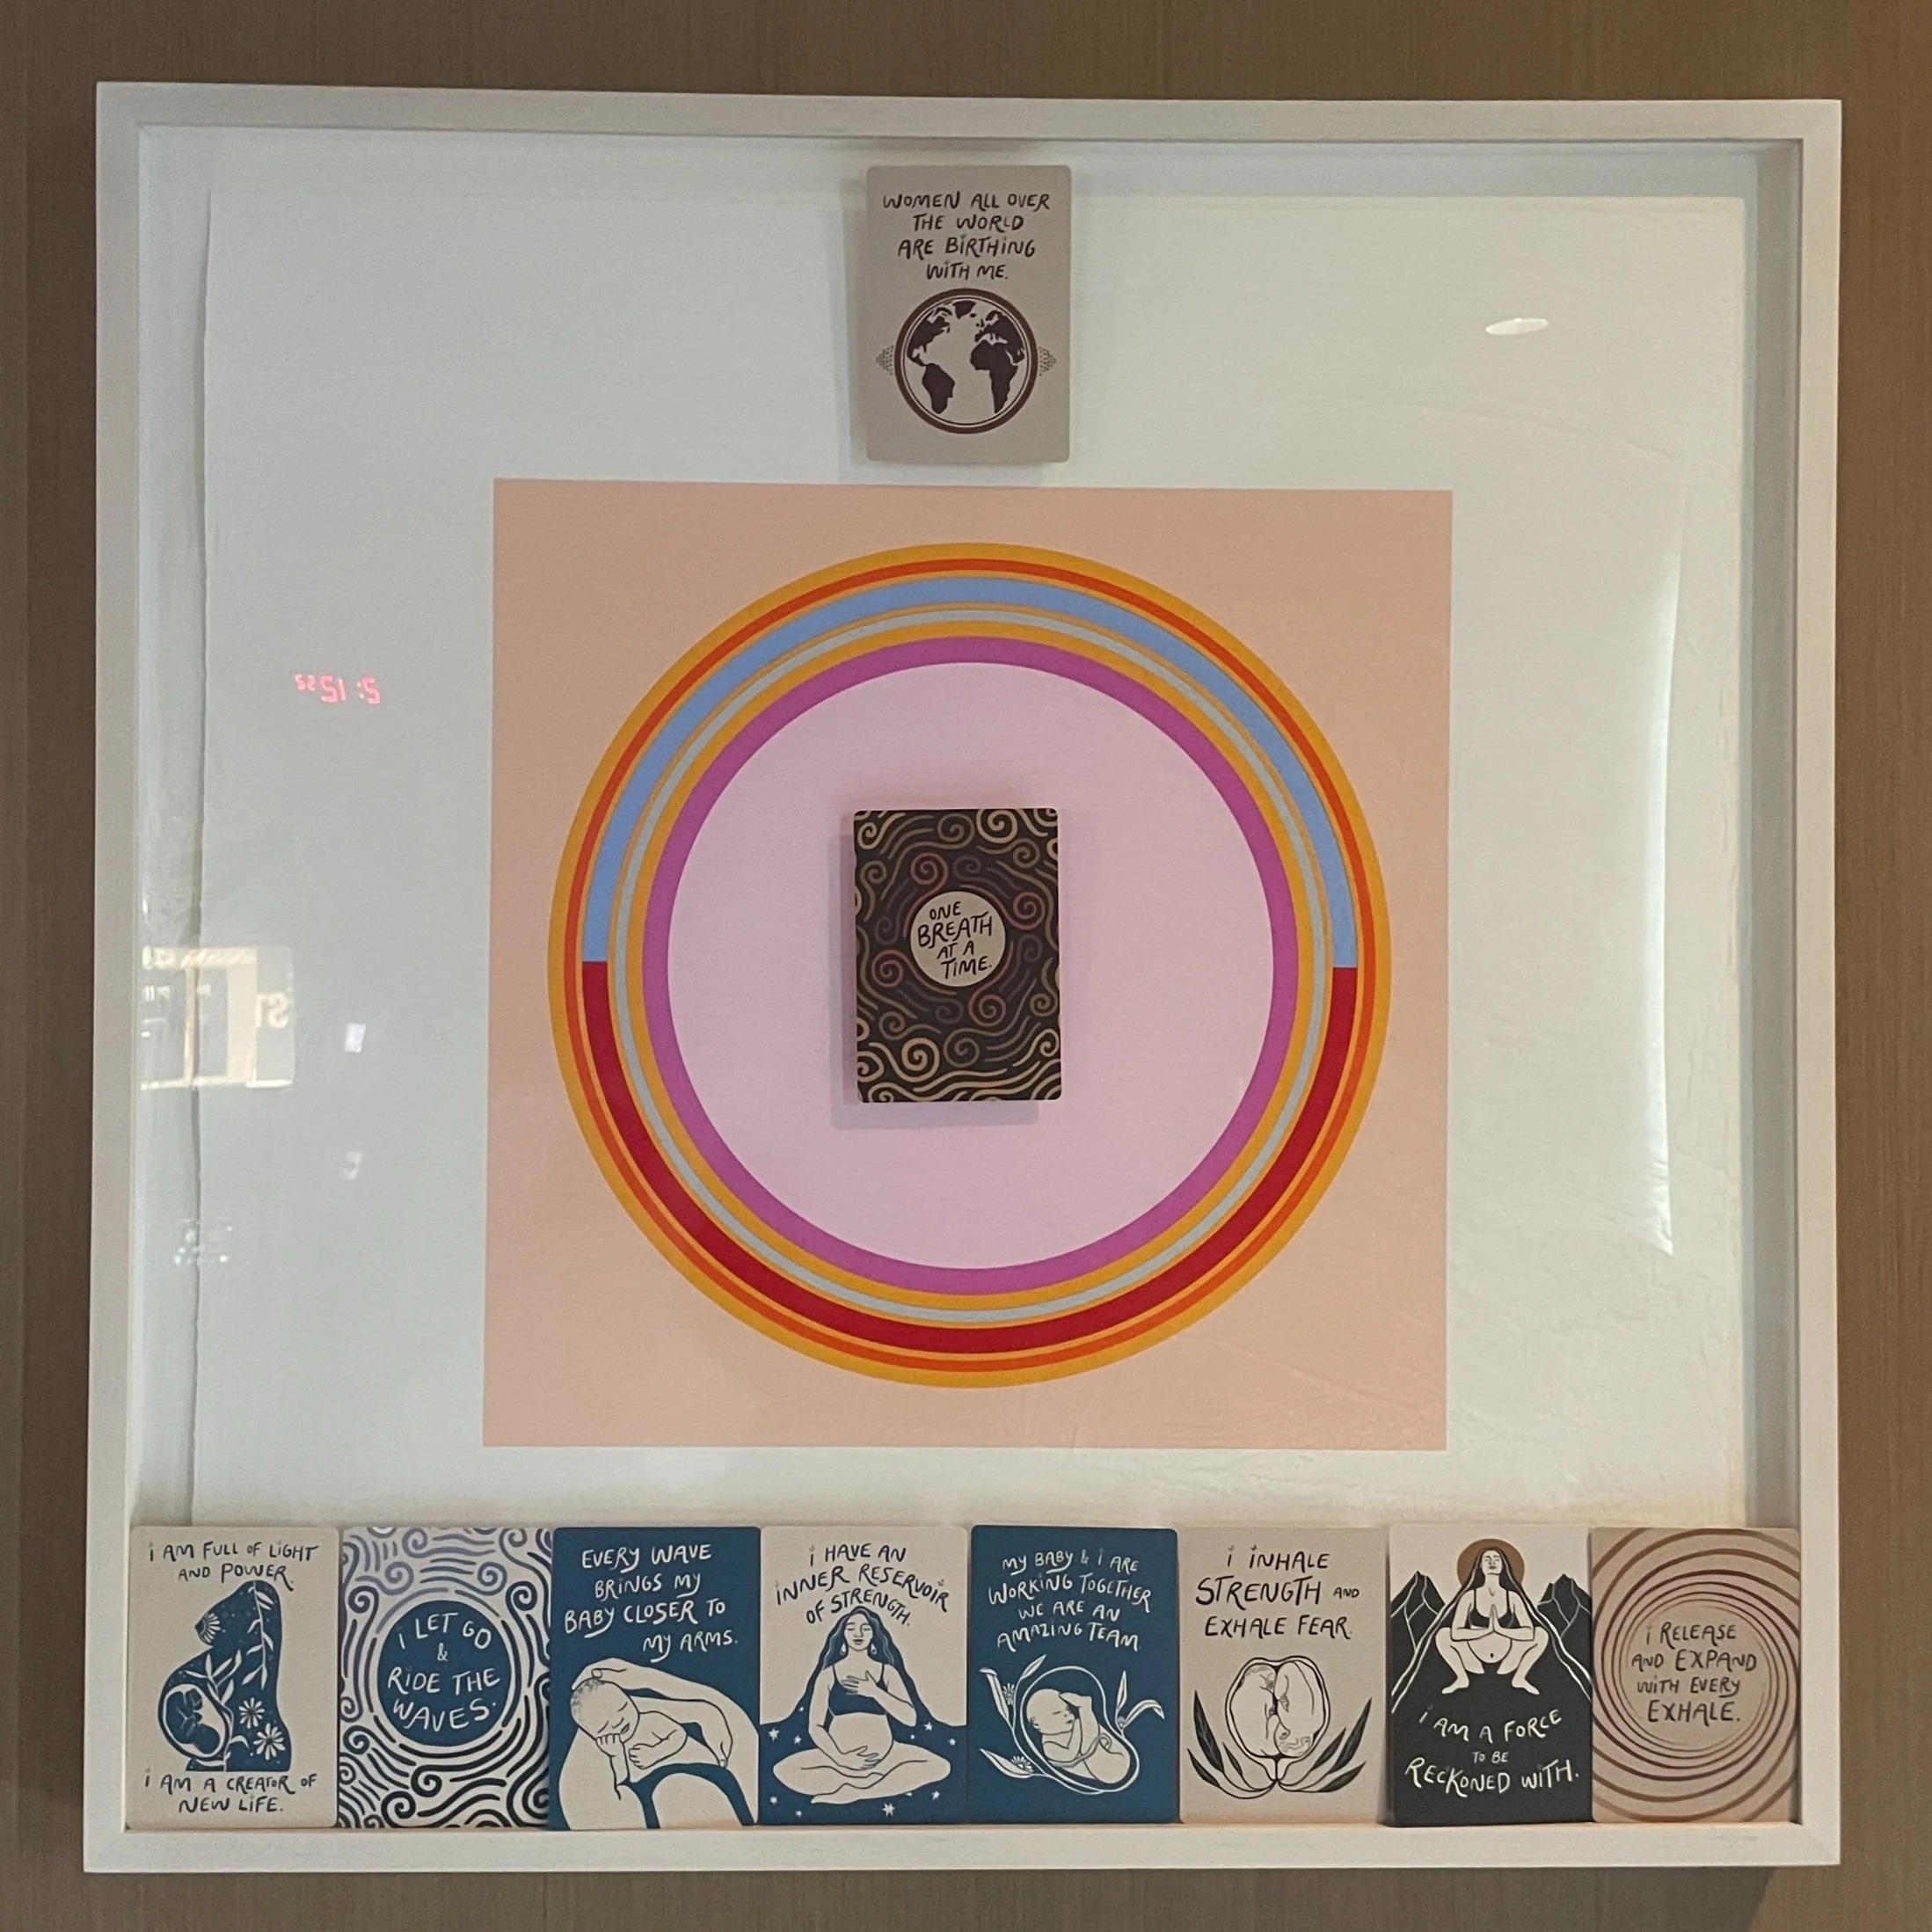 WOMEN ALL OVER
THE WORLD
ARE BIRTHING
WITH ME.
5:15 25
ONE
BREATH
AT A
TIME.
I AM FULL OF LIGHT
AND POWER
I AM A CREATOR OF
NEW LIFE.
I LET GO
&
RIDE THE
WAVES.
EVERY WAVE
BRINGS MY
BABY CLOSER TO
MY ARMS.
I HAVE AN
INNER RESERVOIR
OF STRENGTH.
MY BABY & I ARE
WORKING TOGETHER
WE ARE AN
AMAZING TEAM.
I INHALE
STRENGTH AND
EXHALE FEAR.
I AM A FORCE
TO BE
RECKONED WITH.
I RELEASE
AND EXPAND
WITH EVERY
EXHALE.